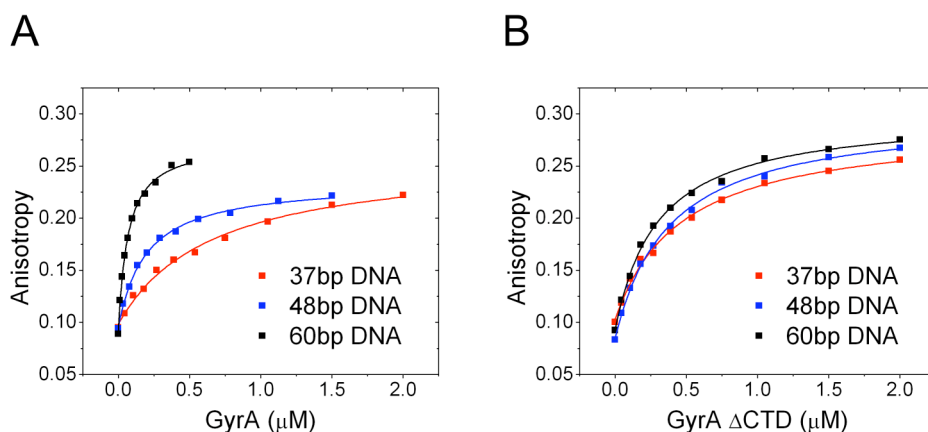 A
Anisotropy
0.30
0.25
0.20
0.15
0.10
0.05
37bp DNA
48bp DNA
60bp DNA
0.0 0.5 1.0 1.5 2.0
GyrA (μM)
B
Anisotropy
0.30
0.25
0.20
0.15
0.10
0.05
37bp DNA
48bp DNA
60bp DNA
0.0 0.5 1.0 1.5 2.0
GyrA ΔCTD (μM)